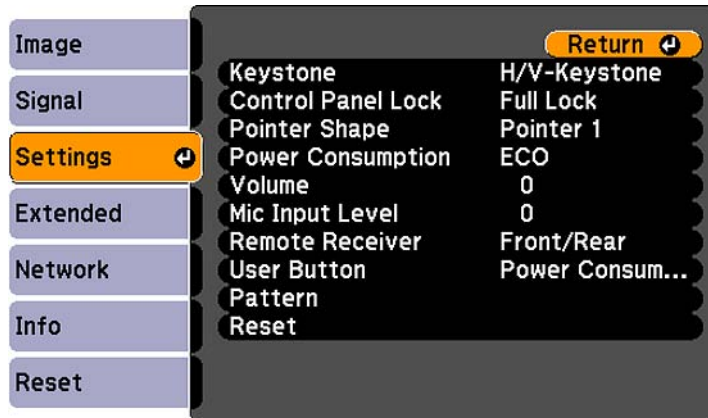 Image
Signal
Settings
Extended
Network
Info
Reset
Return
Keystone H/V-Keystone
Control Panel Lock Full Lock
Pointer Shape Pointer 1
Power Consumption ECO
Volume 0
Mic Input Level 0
Remote Receiver Front/Rear
User Button Power Consum...
Pattern
Reset